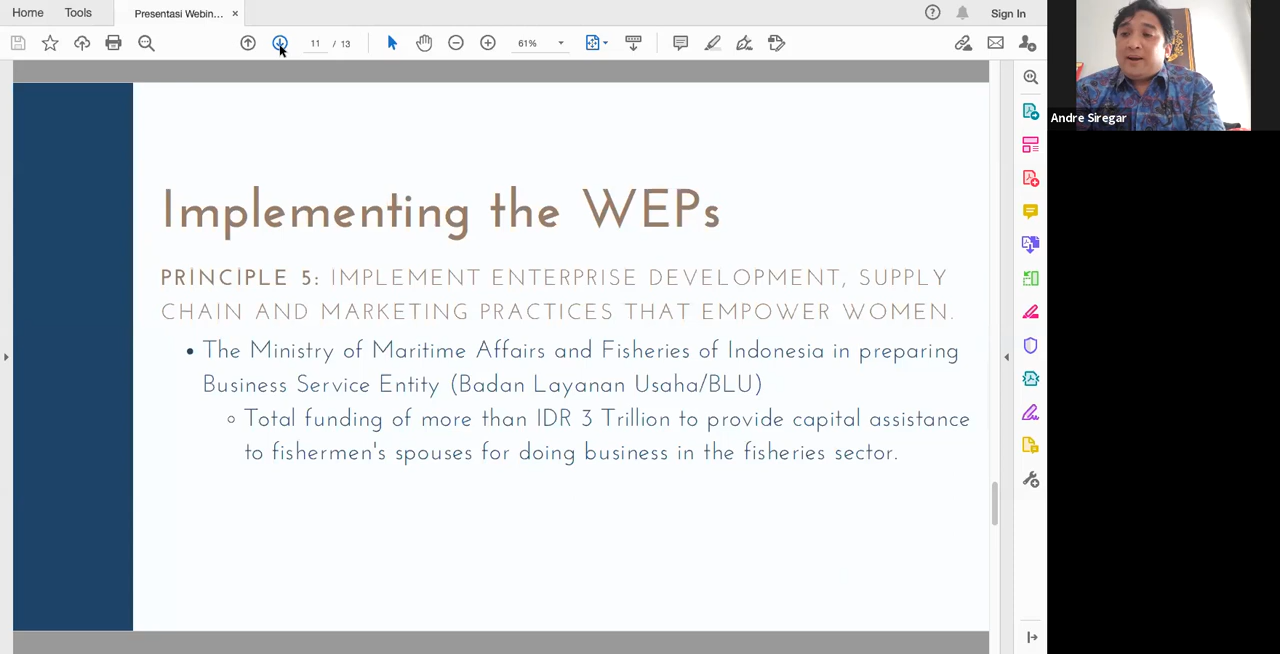 Home Tools Presentasi Webin... × Sign In
11 / 13 61%
Andre Siregar
Implementing the WEPs
PRINCIPLE 5: IMPLEMENT ENTERPRISE DEVELOPMENT, SUPPLY
CHAIN AND MARKETING PRACTICES THAT EMPOWER WOMEN.
• The Ministry of Maritime Affairs and Fisheries of Indonesia in preparing
Business Service Entity (Badan Layanan Usaha/BLU)
◦ Total funding of more than IDR 3 Trillion to provide capital assistance
to fishermen's spouses for doing business in the fisheries sector.